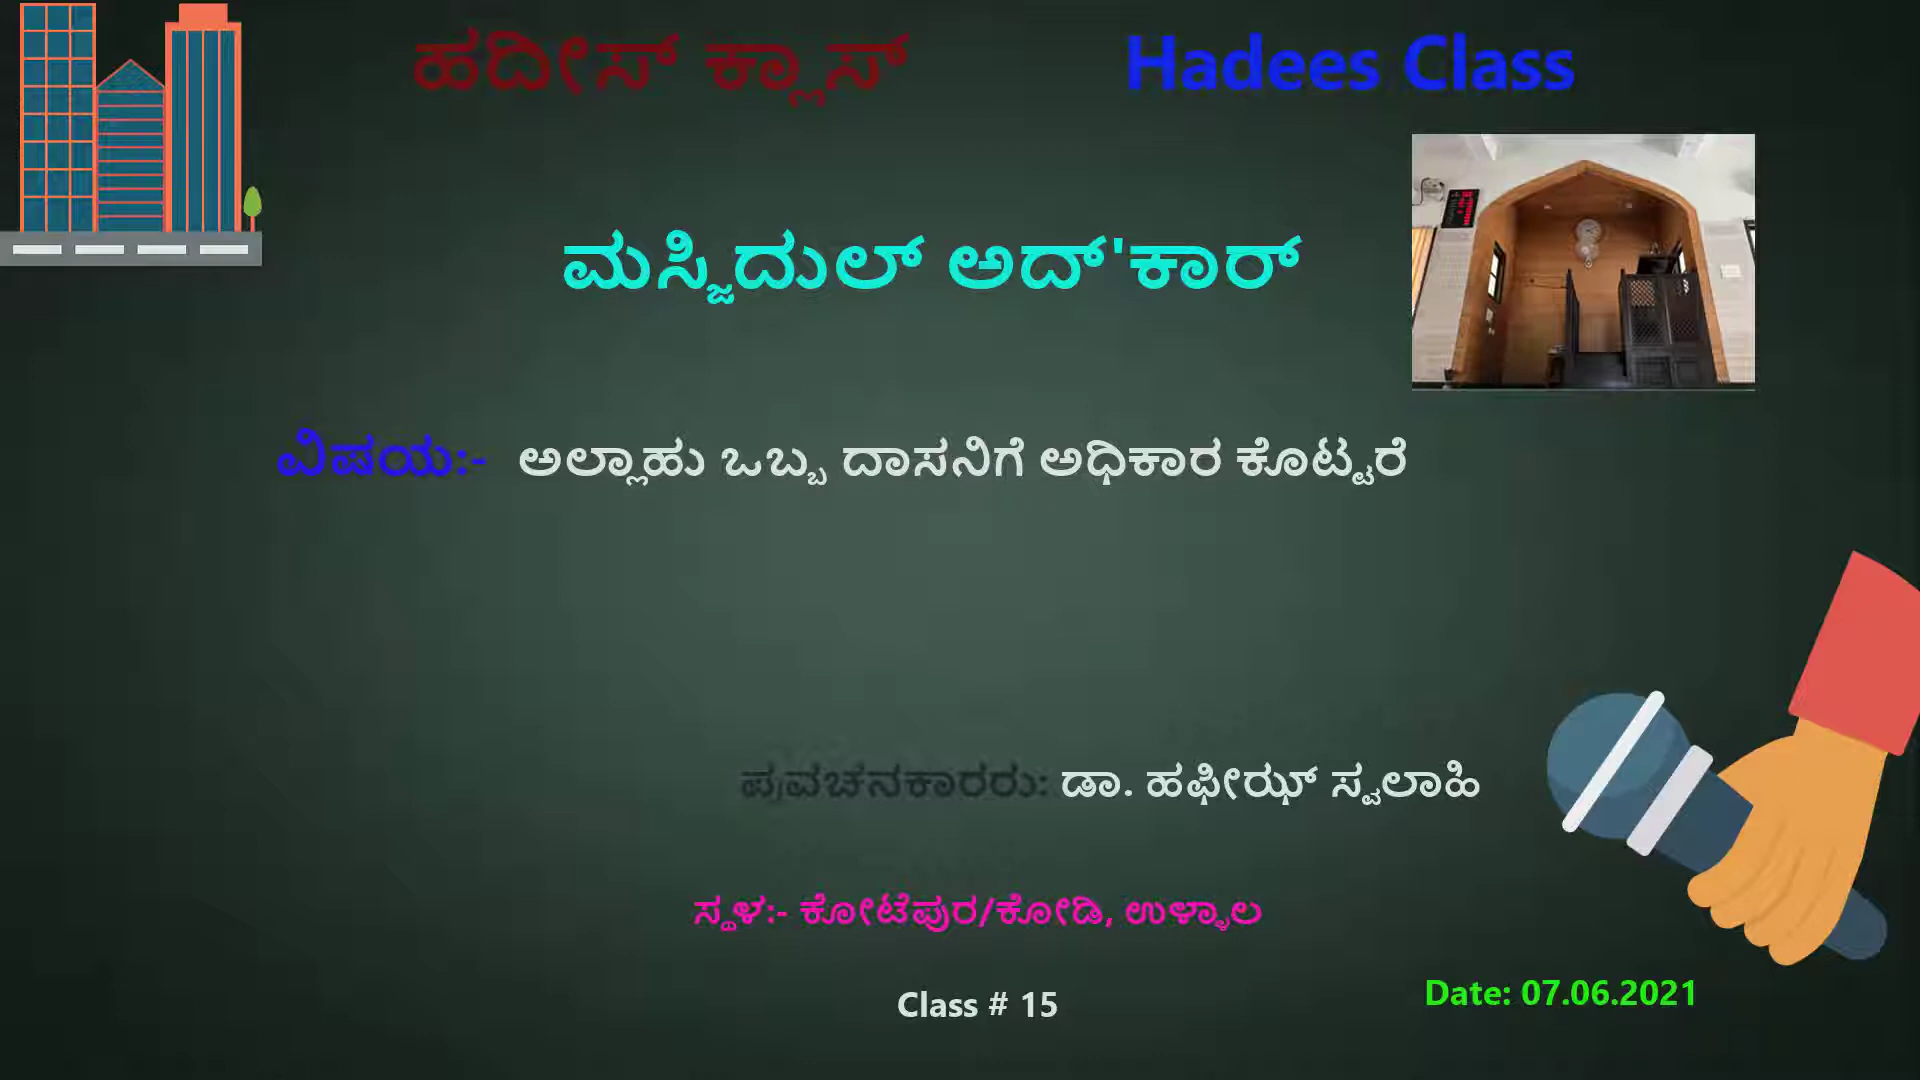 ಹದೀಸ್ ಕ್ಲಾಸ್ Hadees Class
ಮಸ್ಜಿದುಲ್ ಅದ್'ಕಾರ್
ವಿಷಯ:- ಅಲ್ಲಾಹು ಒಬ್ಬ ದಾಸನಿಗೆ ಅಧಿಕಾರ ಕೊಟ್ಟರೆ
ಪ್ರವಚನಕಾರರು: ಡಾ. ಹಫೀಝ್ ಸ್ವಲಾಹಿ
ಸ್ಥಳ:- ಕೋಟೆಪುರ/ಕೋಡಿ, ಉಳ್ಳಾಲ
Class # 15
Date: 07.06.2021